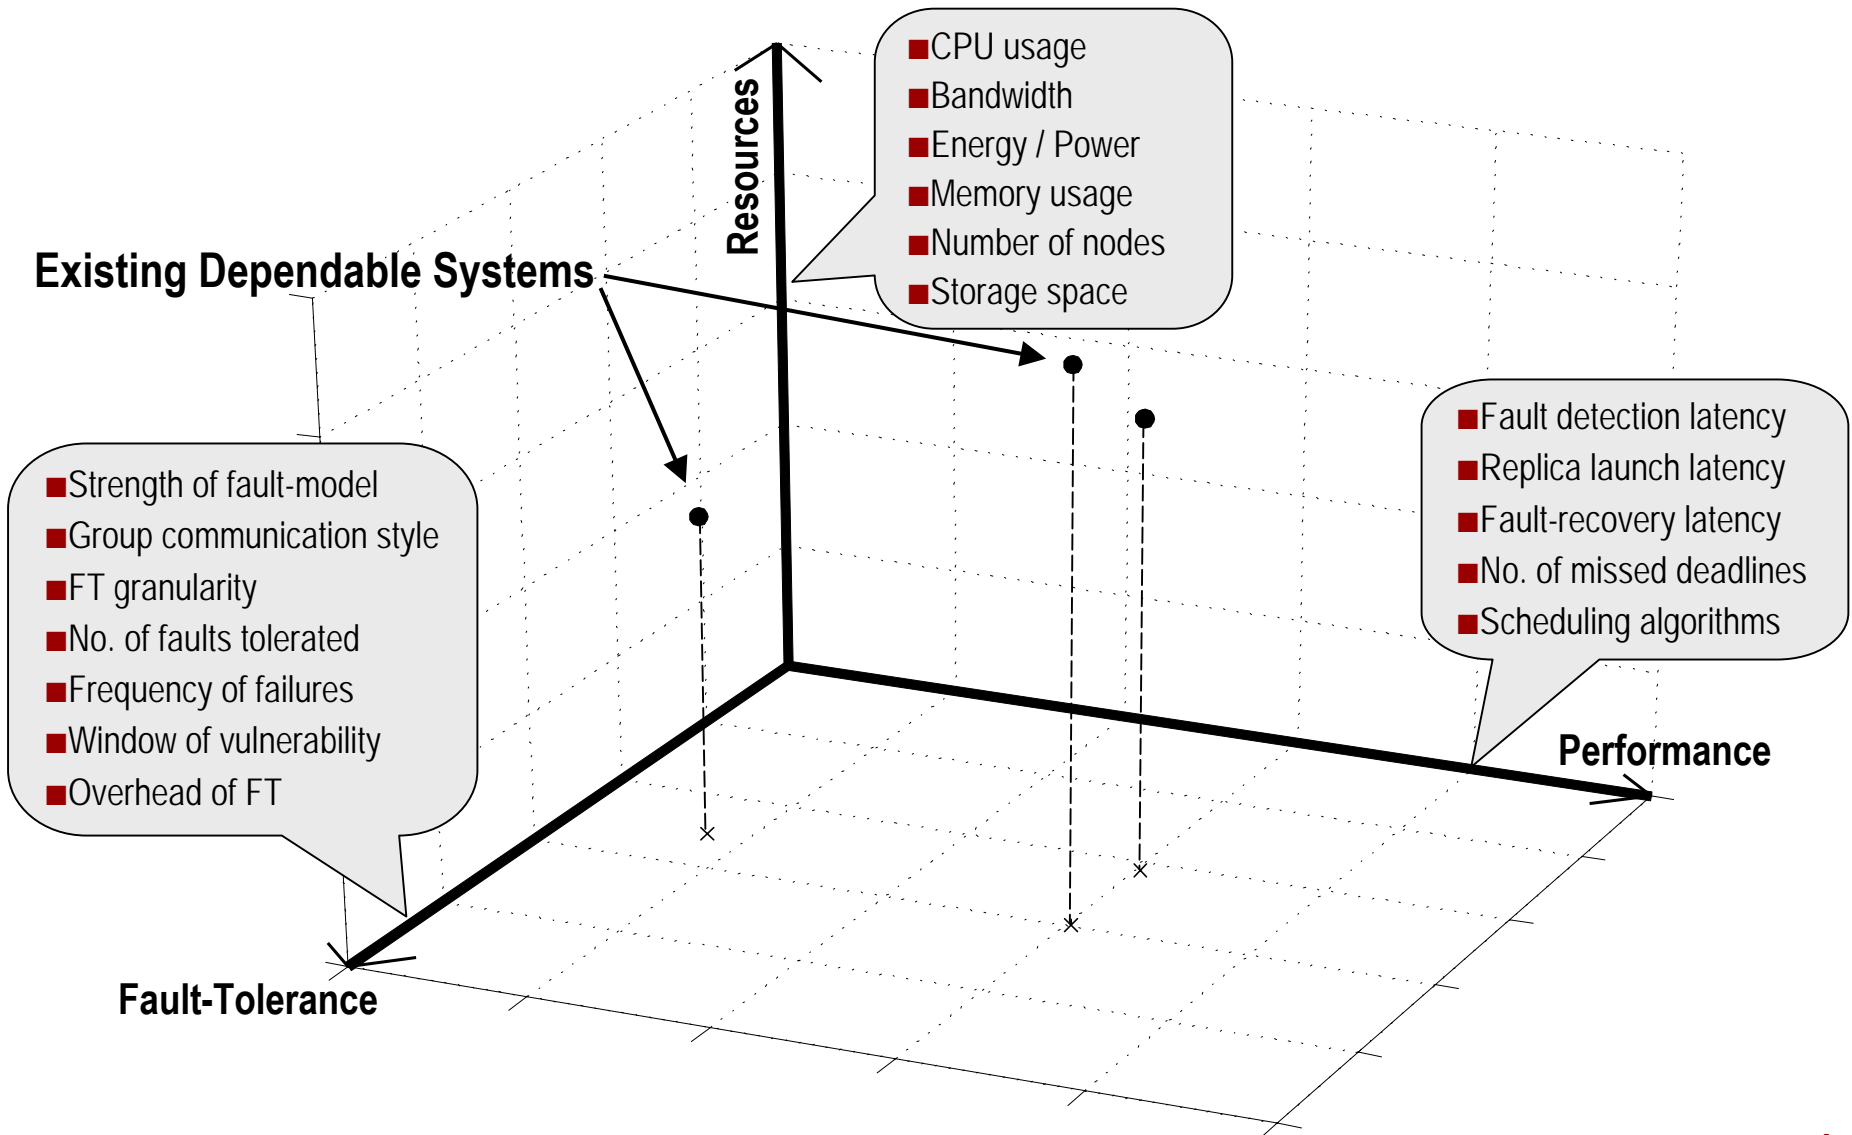 ■CPU usage
■Bandwidth
■Energy / Power
■Memory usage
■Number of nodes
■Storage space
Resources
Existing Dependable Systems
■Fault detection latency
■Replica launch latency
■Fault-recovery latency
■No. of missed deadlines
■Scheduling algorithms
■Strength of fault-model
■Group communication style
■FT granularity
■No. of faults tolerated
■Frequency of failures
■Window of vulnerability
■Overhead of FT
Performance
Fault-Tolerance